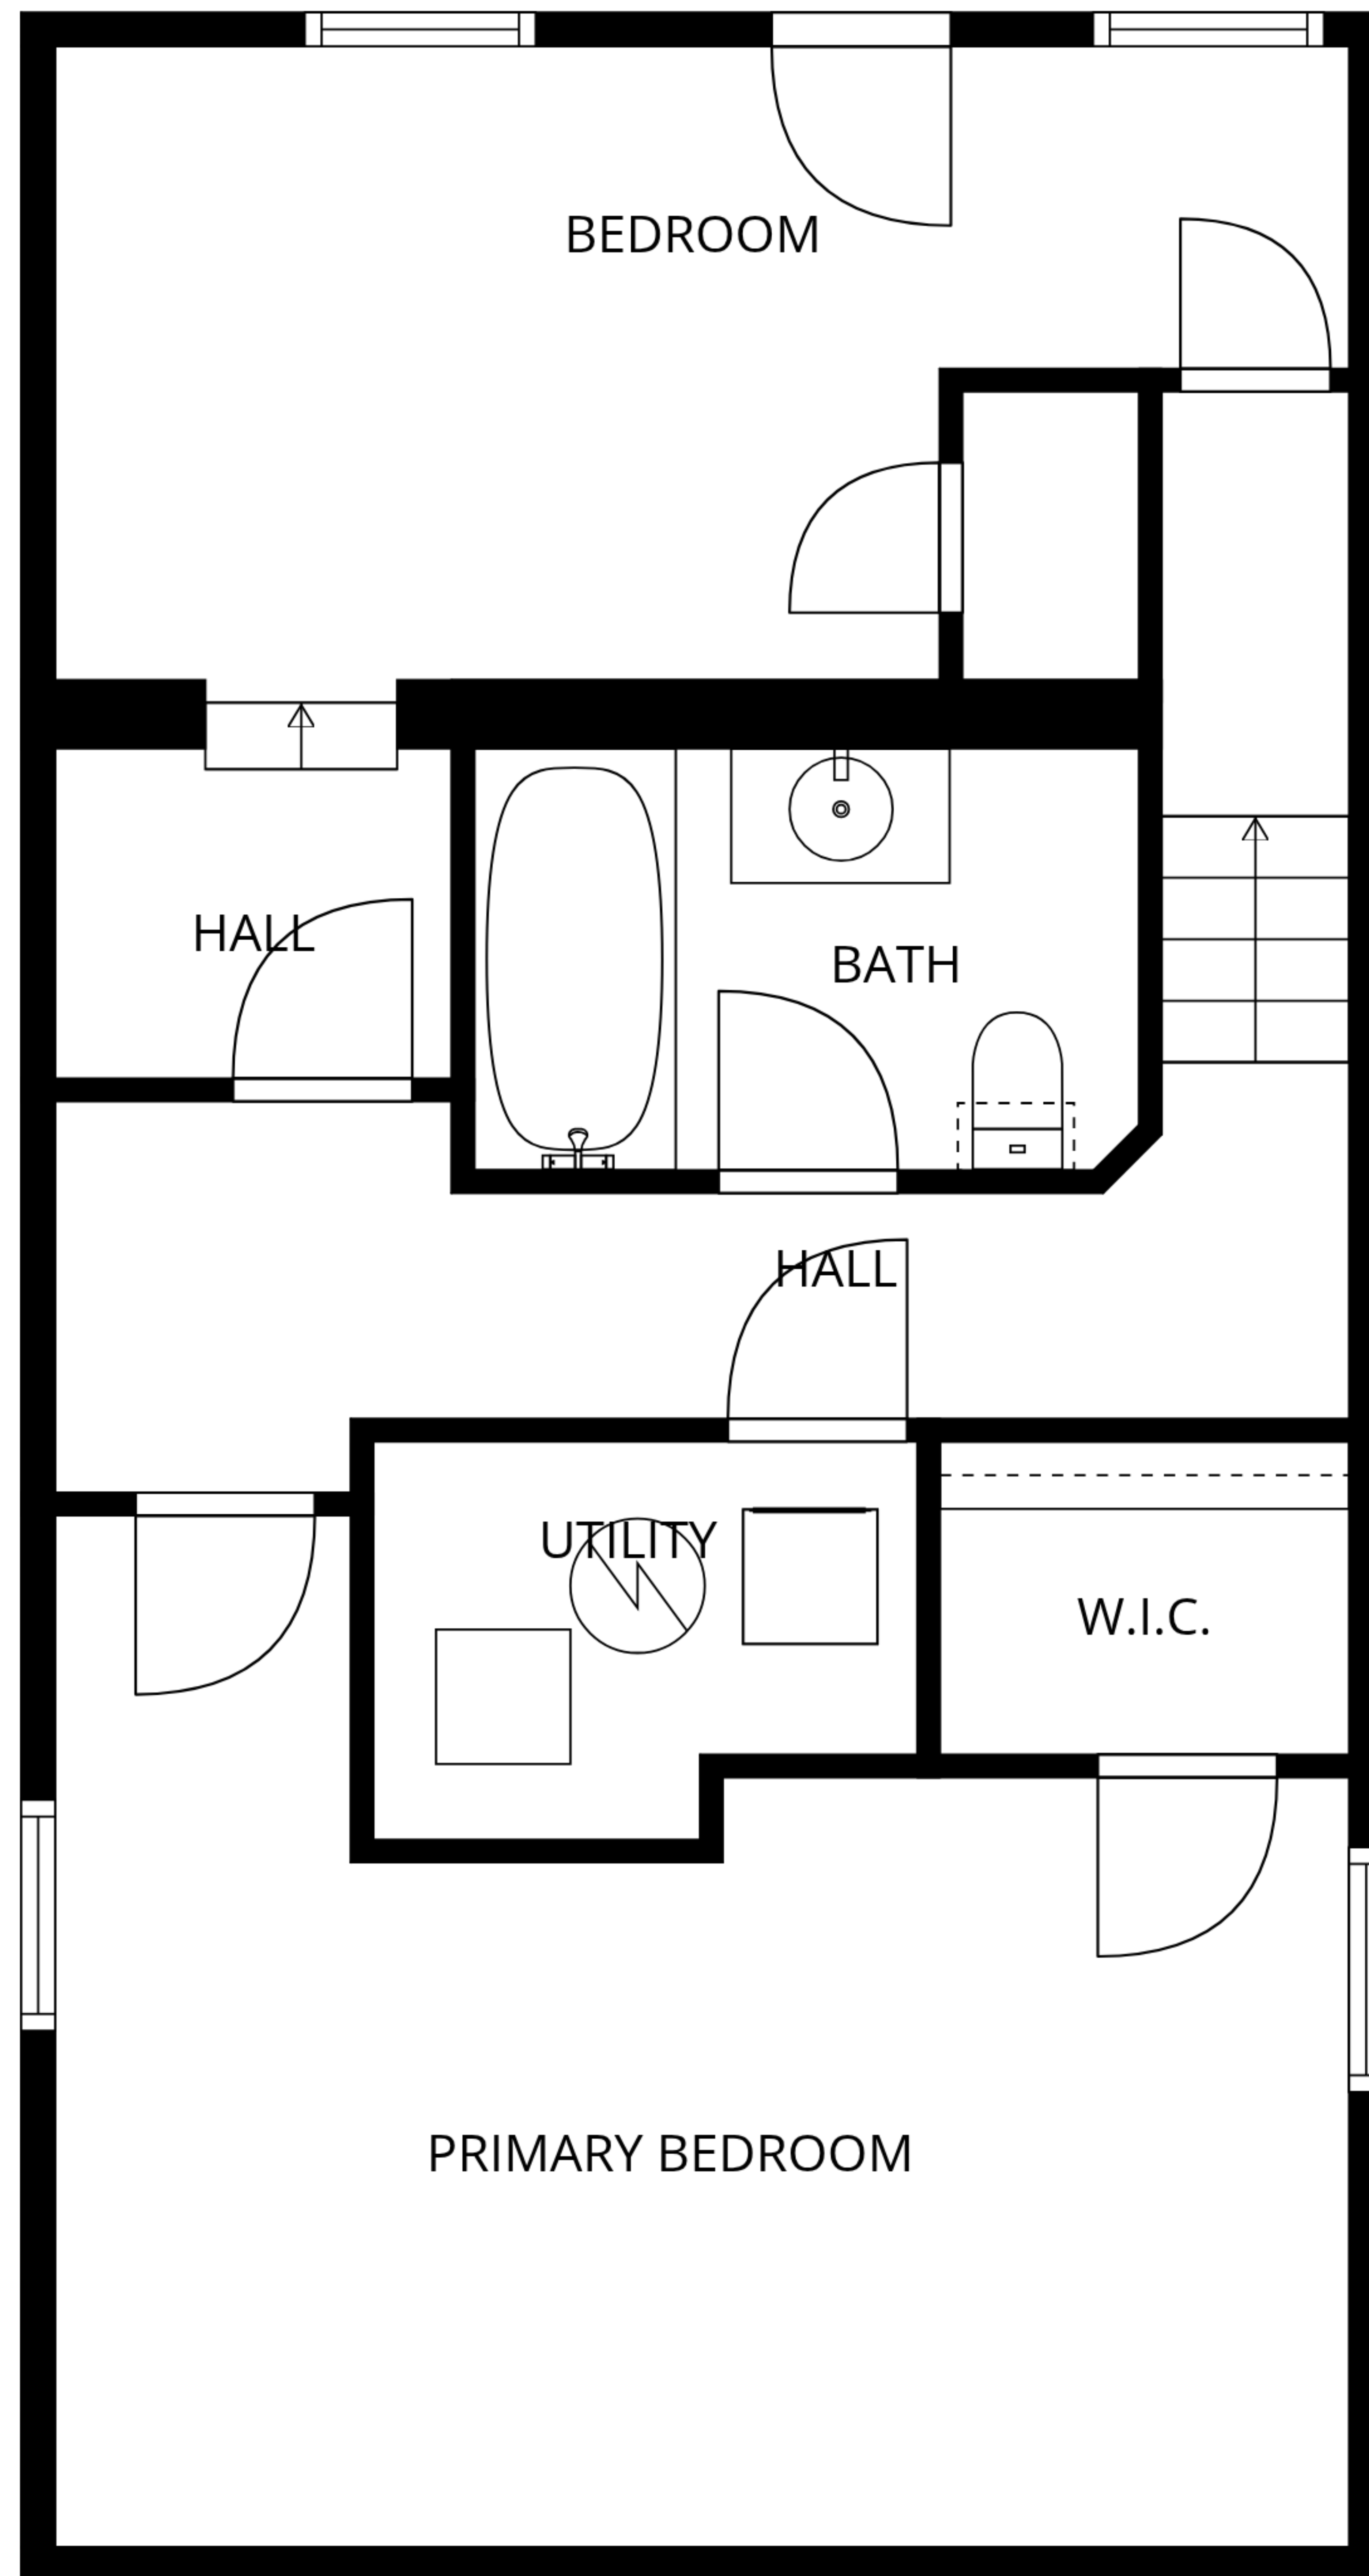 BEDROOM
HALL
BATH
HALL
UTILITY
W.I.C.
PRIMARY BEDROOM